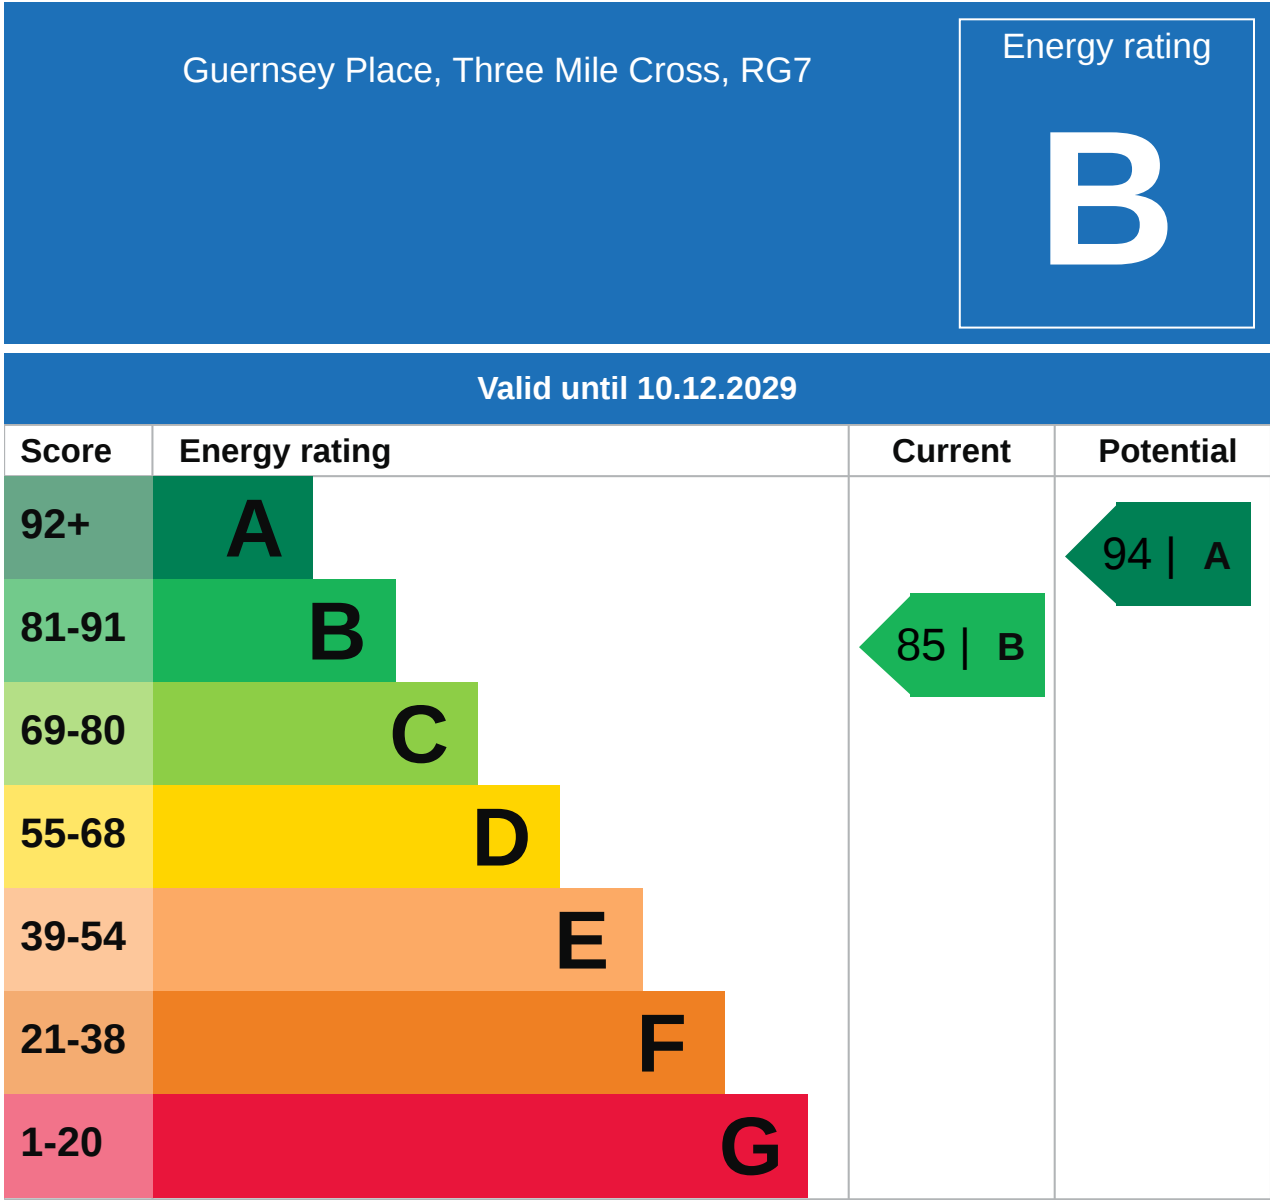 Guernsey Place, Three Mile Cross, RG7
Energy rating
B
Valid until 10.12.2029
Score Energy rating Current Potential
92+ A 94 | A
81-91 B 85 | B
69-80 C
55-68 D
39-54 E
21-38 F
1-20 G